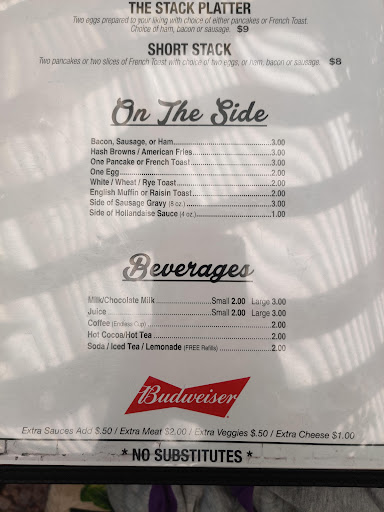 THE STACK PLATTER
Two eggs prepared to your liking with choice of either pancakes or French Toast.
Choice of ham, bacon or sausage. $9
SHORT STACK
Two pancakes or two slices of French Toast with choice of two eggs, or ham, bacon or sausage. $8
On The Side
Bacon, Sausage, or Ham 3.00
Hash Browns / American Fries 3.00
One Pancake or French Toast 3.00
One Egg 2.00
White / Wheat / Rye Toast 2.00
English Muffin or Raisin Toast 2.00
Side of Sausage Gravy (8 oz.) 3.00
Side of Hollandaise Sauce (4 oz.) 1.00
Beverages
Milk/Chocolate Milk Small 2.00 Large 3.00
Juice Small 2.00 Large 3.00
Coffee (Endless Cup) 2.00
Hot Cocoa/Hot Tea 2.00
Soda / Iced Tea / Lemonade (FREE Refills) 2.00
Budweiser
Extra Sauces Add $.50 / Extra Meat $2.00 / Extra Veggies $.50 / Extra Cheese $1.00
* NO SUBSTITUTES *